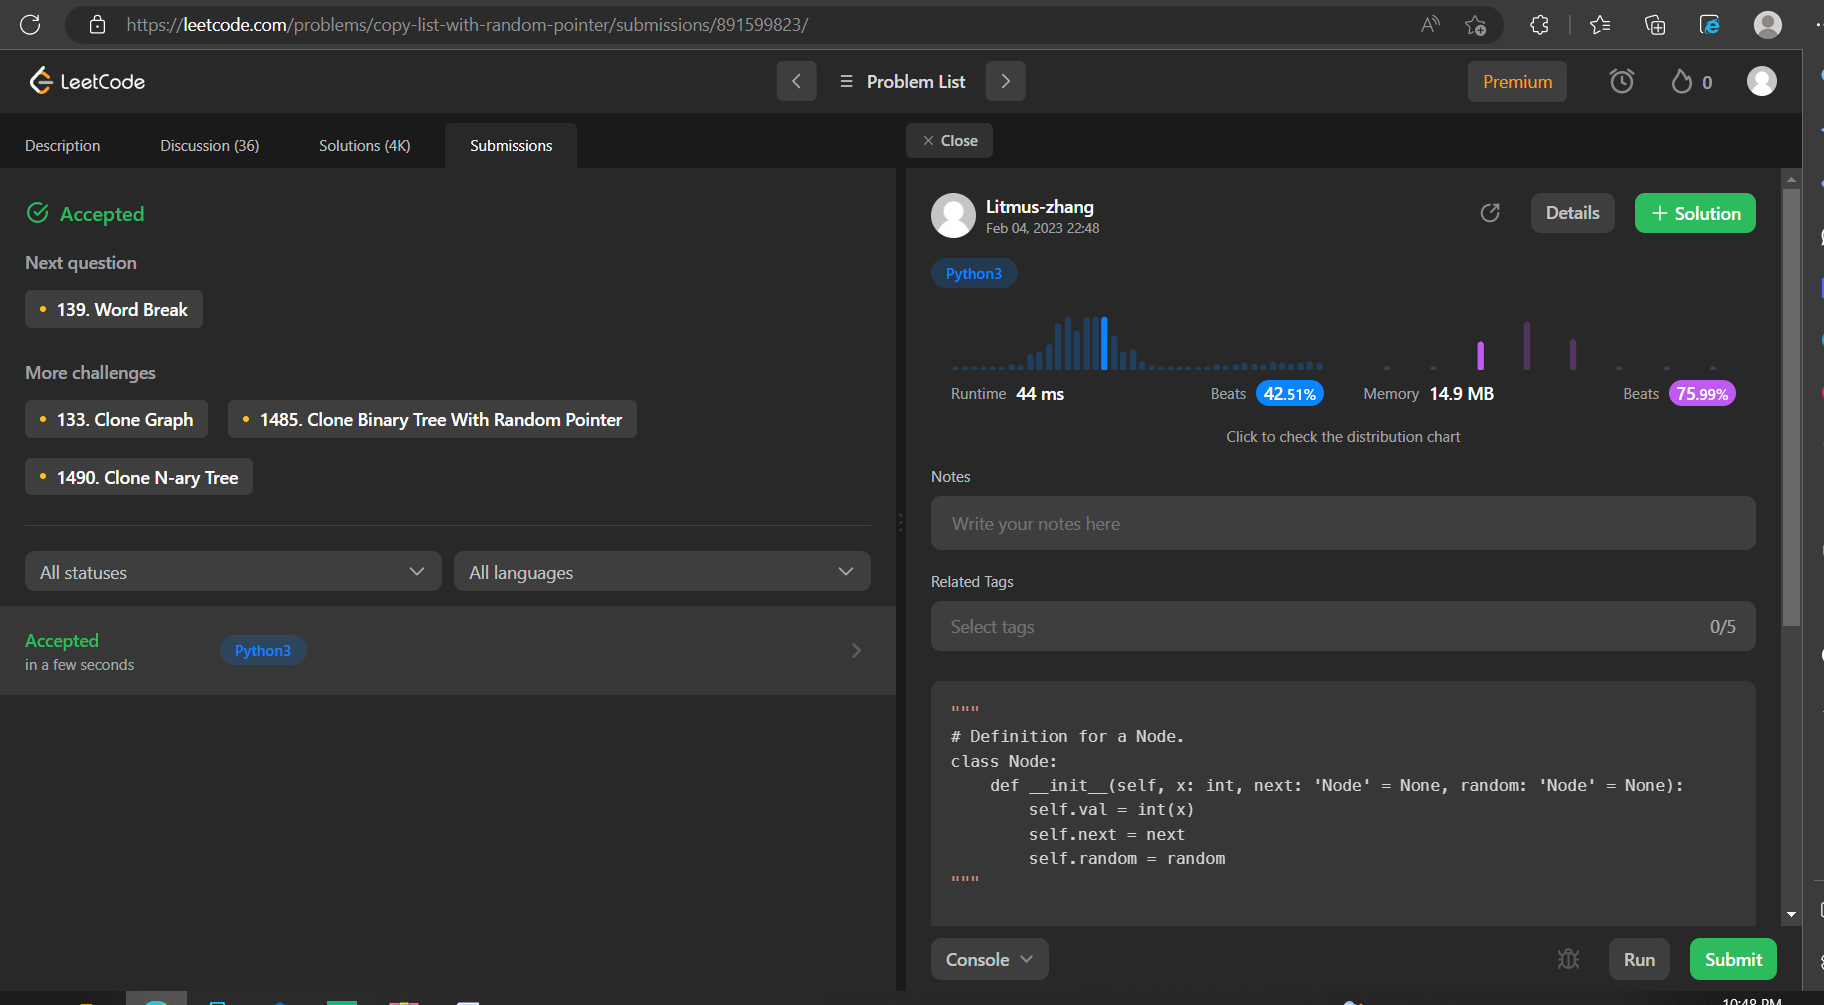 https://leetcode.com/problems/copy-list-with-random-pointer/submissions/891599823/
LeetCode
Problem List
Premium
0
Description
Discussion (36)
Solutions (4K)
Submissions
Close
Accepted
Next question
139. Word Break
More challenges
133. Clone Graph
1485. Clone Binary Tree With Random Pointer
1490. Clone N-ary Tree
All statuses
All languages
Accepted
in a few seconds
Python3
Litmus-zhang
Feb 04, 2023 22:48
Details
+ Solution
Python3
Runtime 44 ms
Beats 42.51%
Memory 14.9 MB
Beats 75.99%
Click to check the distribution chart
Notes
Write your notes here
Related Tags
Select tags
0/5
"""
# Definition for a Node.
class Node:
    def __init__(self, x: int, next: 'Node' = None, random: 'Node' = None):
        self.val = int(x)
        self.next = next
        self.random = random
"""
Console
Run
Submit
10:48 PM